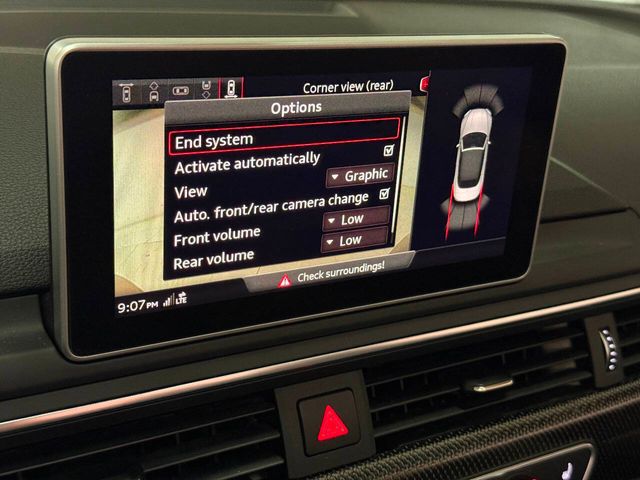 Corner view (rear)
Options
End system
Activate automatically
View Graphic
Auto. front/rear camera change
Front volume Low
Rear volume Low
Check surroundings!
9:07PM LTE